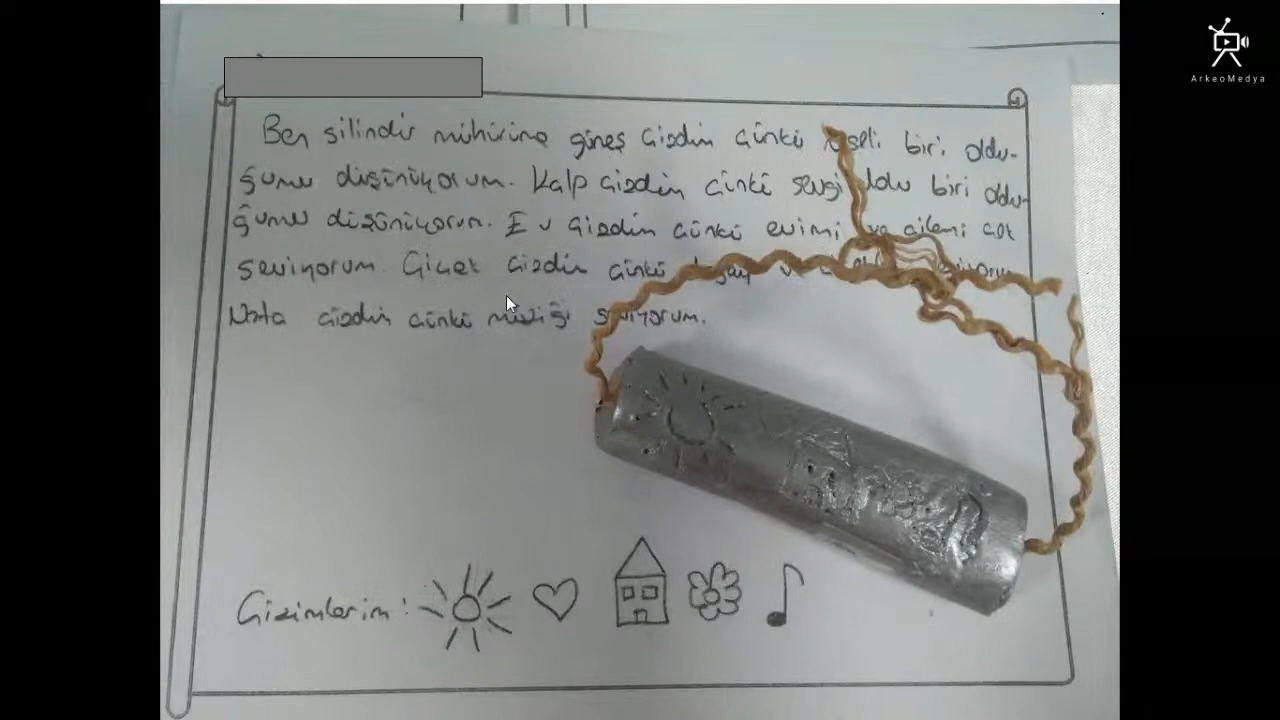 ArkeoMedya
Ben silindir mührüme güneş çizdim çünkü biri oldu-
ğumu düşünüyorum. Kalp çizdim çünkü sevgi dolu biri oldu-
ğumu düşünüyorum. Ev çizdim çünkü evimi ve ailemi çok
seviyorum. Çiçek çizdim çünkü
Nota çizdim çünkü müziği seviyorum.
Çizimlerim: